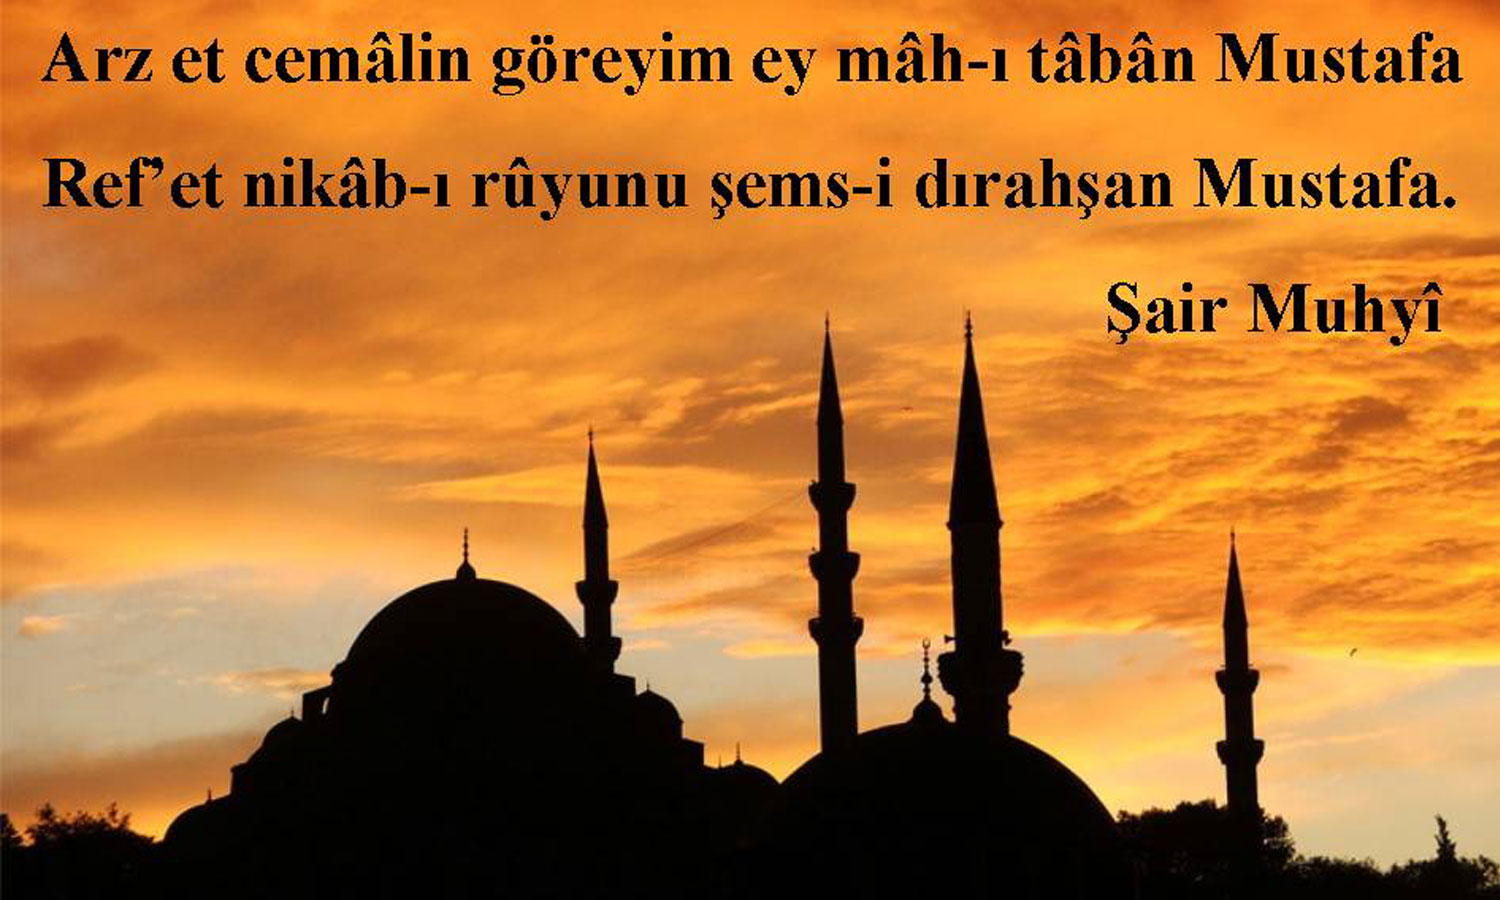 Arz et cemâlin göreyim ey mâh-ı tâbân Mustafa
Ref’et nikâb-ı rûyunu şems-i dırahşan Mustafa.
Şair Muhyî